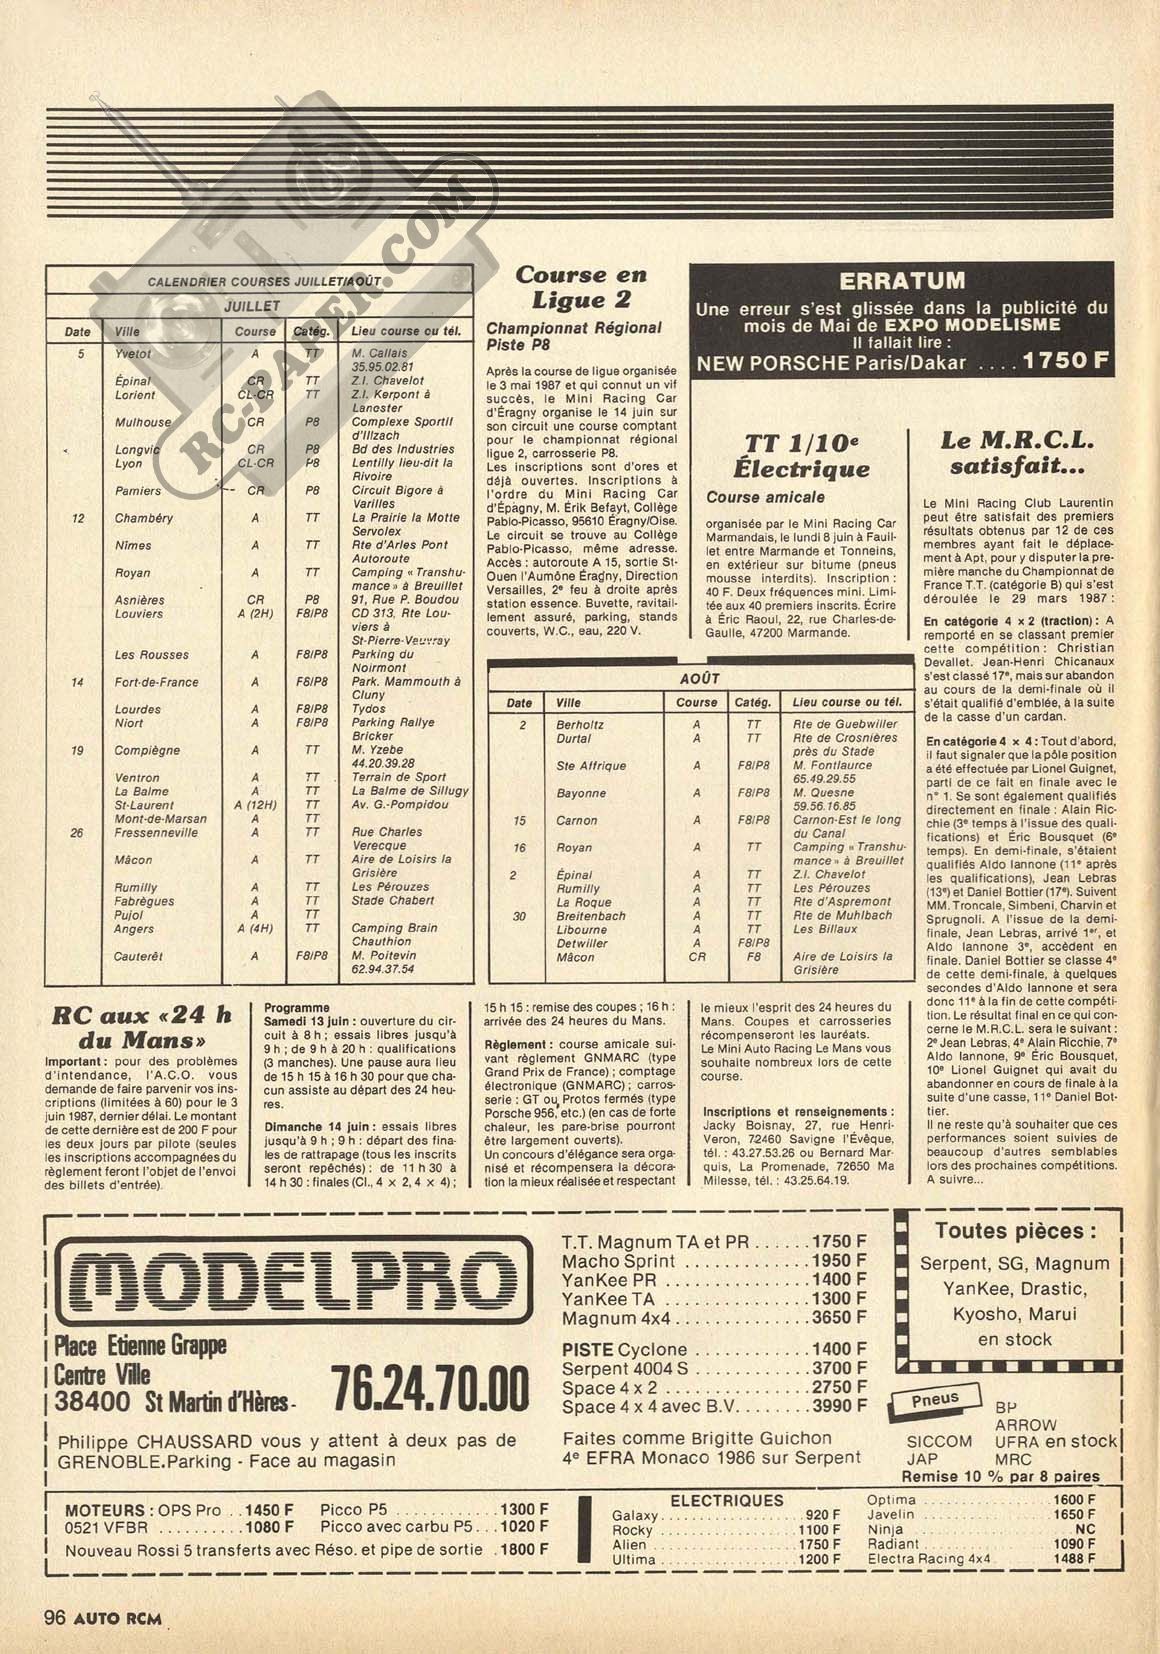 RC-PAPER.COM
CALENDRIER COURSES JUILLET/AOÛT
JUILLET
Date Ville Course Catég. Lieu course ou tél.
5 Yvetot A TT M. Callais
35.95.02.81
Épinal CR TT Z.I. Chavelot
Lorient CL-CR TT Z.I. Kerpont à
Lanester
Mulhouse CR P8 Complexe Sportif
d'Illzach
Longvic CR P8 Bd des Industries
Lyon CL-CR P8 Lentilly lieu-dit la
Rivoire
Pamiers CR P8 Circuit Bigore à
Varilles
12 Chambéry A TT La Prairie la Motte
Servolex
Nîmes A TT Rte d'Arles Pont
Autoroute
Royan A TT Camping « Transhu-
mance » à Breuillet
Asnières CR P8 91, Rue P. Boudou
Louviers A (2H) F8/P8 CD 313, Rte Lou-
viers à
St-Pierre-Vauvray
Les Rousses A F8/P8 Parking du
Noirmont
14 Fort-de-France A F8/P8 Park. Mammouth à
Cluny
Lourdes A F8/P8 Tydos
Niort A F8/P8 Parking Rallye
Bricker
19 Compiègne A TT M. Yzebe
44.20.39.28
Ventron A TT Terrain de Sport
La Balme A TT La Balme de Sillugy
St-Laurent A (12H) TT Av. G.-Pompidou
Mont-de-Marsan A TT
26 Fressenneville A TT Rue Charles
Verecque
Mâcon A TT Aire de Loisirs la
Grisière
Rumilly A TT Les Pérouzes
Fabrègues A TT Stade Chabert
Pujol A TT
Angers A (4H) TT Camping Brain
Chauthion
Cauterêt A F8/P8 M. Poitevin
62.94.37.54
Course en
Ligue 2
Championnat Régional
Piste P8
Après la course de ligue organisée
le 3 mai 1987 et qui connut un vif
succès, le Mini Racing Car
d'Éragny organise le 14 juin sur
son circuit une course comptant
pour le championnat régional
ligue 2, carrosserie P8.
Les inscriptions sont d'ores et
déjà ouvertes. Inscriptions à
l'ordre du Mini Racing Car
d'Épagny, M. Érik Befayt, Collège
Pablo-Picasso, 95610 Éragny/Oise.
Le circuit se trouve au Collège
Pablo-Picasso, même adresse.
Accès : autoroute A 15, sortie St-
Ouen l'Aumône Éragny, Direction
Versailles, 2e feu à droite après
station essence. Buvette, ravitail-
lement assuré, parking, stands
couverts, W.C., eau, 220 V.
ERRATUM
Une erreur s'est glissée dans la publicité du
mois de Mai de EXPO MODELISME
Il fallait lire :
NEW PORSCHE Paris/Dakar .... 1750 F
TT 1/10e
Électrique
Course amicale
organisée par le Mini Racing Car
Marmandais, le lundi 8 juin à Fauil-
let entre Marmande et Tonneins,
en extérieur sur bitume (pneus
mousse interdits). Inscription :
40 F. Deux fréquences mini. Limi-
tée aux 40 premiers inscrits. Écrire
à Éric Raoul, 22, rue Charles-de-
Gaulle, 47200 Marmande.
AOÛT
Date Ville Course Catég. Lieu course ou tél.
2 Berholtz A TT Rte de Guebwiller
Durtal A TT Rte de Crosnières
près du Stade
Ste Affrique A F8/P8 M. Fontlaurce
65.49.29.55
Bayonne A F8/P8 M. Quesne
59.56.16.85
15 Carnon A F8/P8 Carnon-Est le long
du Canal
16 Royan A TT Camping « Transhu-
mance » à Breuillet
2 Épinal A TT Z.I. Chavelot
Rumilly A TT Les Pérouzes
La Roque A TT Rte d'Aspremont
30 Breitenbach A TT Rte de Muhlbach
Libourne A TT Les Billaux
Detwiller A F8/P8
Mâcon CR F8 Aire de Loisirs la
Grisière
Le M.R.C.L.
satisfait...
Le Mini Racing Club Laurentin
peut être satisfait des premiers
résultats obtenus par 12 de ces
membres ayant fait le déplace-
ment à Apt, pour y disputer la pre-
mière manche du Championnat de
France T.T. (catégorie B) qui s'est
déroulée le 29 mars 1987 :
En catégorie 4 x 2 (traction) : A
remporté en se classant premier
cette compétition : Christian
Devallet. Jean-Henri Chicanaux
s'est classé 17e, mais sur abandon
au cours de la demi-finale où il
s'était qualifié d'emblée, à la suite
de la casse d'un cardan.
En catégorie 4 x 4 : Tout d'abord,
il faut signaler que la pôle position
a été effectuée par Lionel Guignet,
parti de ce fait en finale avec le
n° 1. Se sont également qualifiés
directement en finale : Alain Ric-
chie (3e temps à l'issue des quali-
fications) et Éric Bousquet (6e
temps). En demi-finale, s'étaient
qualifiés Aldo Iannone (11e après
les qualifications), Jean Lebras
(13e) et Daniel Bottier (17e). Suivent
MM. Troncale, Simbeni, Charvin et
Sprugnoli. A l'issue de la demi-
finale, Jean Lebras, arrivé 1er, et
Aldo Iannone 3e, accèdent en
finale. Daniel Bottier se classe 4e
de cette demi-finale, à quelques
secondes d'Aldo Iannone et sera
donc 11e à la fin de cette compéti-
tion. Le résultat final en ce qui con-
cerne le M.R.C.L. sera le suivant :
2e Jean Lebras, 4e Alain Ricchie, 7e
Aldo Iannone, 9e Éric Bousquet,
10e Lionel Guignet qui avait du
abandonner en cours de finale à la
suite d'une casse, 11e Daniel Bot-
tier.
Il ne reste qu'à souhaiter que ces
performances soient suivies de
beaucoup d'autres semblables
lors des prochaines compétitions.
A suivre...
RC aux «24 h
du Mans»
Important : pour des problèmes
d'intendance, l'A.C.O. vous
demande de faire parvenir vos ins-
criptions (limitées à 60) pour le 3
juin 1987, dernier délai. Le montant
de cette dernière est de 200 F pour
les deux jours par pilote (seules
les inscriptions accompagnées du
règlement feront l'objet de l'envoi
des billets d'entrée).
Programme
Samedi 13 juin : ouverture du cir-
cuit à 8 h ; essais libres jusqu'à
9 h ; de 9 h à 20 h : qualifications
(3 manches). Une pause aura lieu
de 15 h 15 à 16 h 30 pour que cha-
cun assiste au départ des 24 heu-
res.
Dimanche 14 juin : essais libres
jusqu'à 9 h ; 9 h : départ des fina-
les de rattrapage (tous les inscrits
seront repêchés) : de 11 h 30 à
14 h 30 : finales (Cl., 4 x 2, 4 x 4) ;
15 h 15 : remise des coupes ; 16 h :
arrivée des 24 heures du Mans.
Règlement : course amicale sui-
vant règlement GNMARC (type
Grand Prix de France) ; comptage
électronique (GNMARC) ; carros-
serie : GT ou Protos fermés (type
Porsche 956, etc.) (en cas de forte
chaleur, les pare-brise pourront
être largement ouverts).
Un concours d'élégance sera orga-
nisé et récompensera la décora-
tion la mieux réalisée et respectant
le mieux l'esprit des 24 heures du
Mans. Coupes et carrosseries
récompenseront les lauréats.
Le Mini Auto Racing Le Mans vous
souhaite nombreux lors de cette
course.
Inscriptions et renseignements :
Jacky Boisnay, 27, rue Henri-
Veron, 72460 Savigne l'Évêque,
tél. : 43.27.53.26 ou Bernard Mar-
quis, La Promenade, 72650 Ma
Milesse, tél. : 43.25.64.19.
MODELPRO
Place Etienne Grappe
Centre Ville
38400 St Martin d'Hères-
76.24.70.00
Philippe CHAUSSARD vous y attent à deux pas de
GRENOBLE.Parking - Face au magasin
T.T. Magnum TA et PR ...... 1750 F
Macho Sprint ............. 1950 F
YanKee PR ............... 1400 F
YanKee TA ............... 1300 F
Magnum 4x4 .............. 3650 F
PISTE Cyclone ............ 1400 F
Serpent 4004 S ............ 3700 F
Space 4 x 2 ............... 2750 F
Space 4 x 4 avec B.V. ....... 3990 F
Faites comme Brigitte Guichon
4e EFRA Monaco 1986 sur Serpent
Toutes pièces :
Serpent, SG, Magnum
YanKee, Drastic,
Kyosho, Marui
en stock
Pneus
BP
ARROW
SICCOM UFRA en stock
JAP MRC
Remise 10 % par 8 paires
MOTEURS : OPS Pro .. 1450 F Picco P5 ............. 1300 F
0521 VFBR .......... 1080 F Picco avec carbu P5 ... 1020 F
Nouveau Rossi 5 transferts avec Réso. et pipe de sortie . 1800 F
ELECTRIQUES
Galaxy .................. 920 F
Rocky .................. 1100 F
Alien ................... 1750 F
Ultima .................. 1200 F
Optima ................. 1600 F
Javelin ................. 1650 F
Ninja ................... NC
Radiant ................. 1090 F
Electra Racing 4x4 ........ 1488 F
96 AUTO RCM